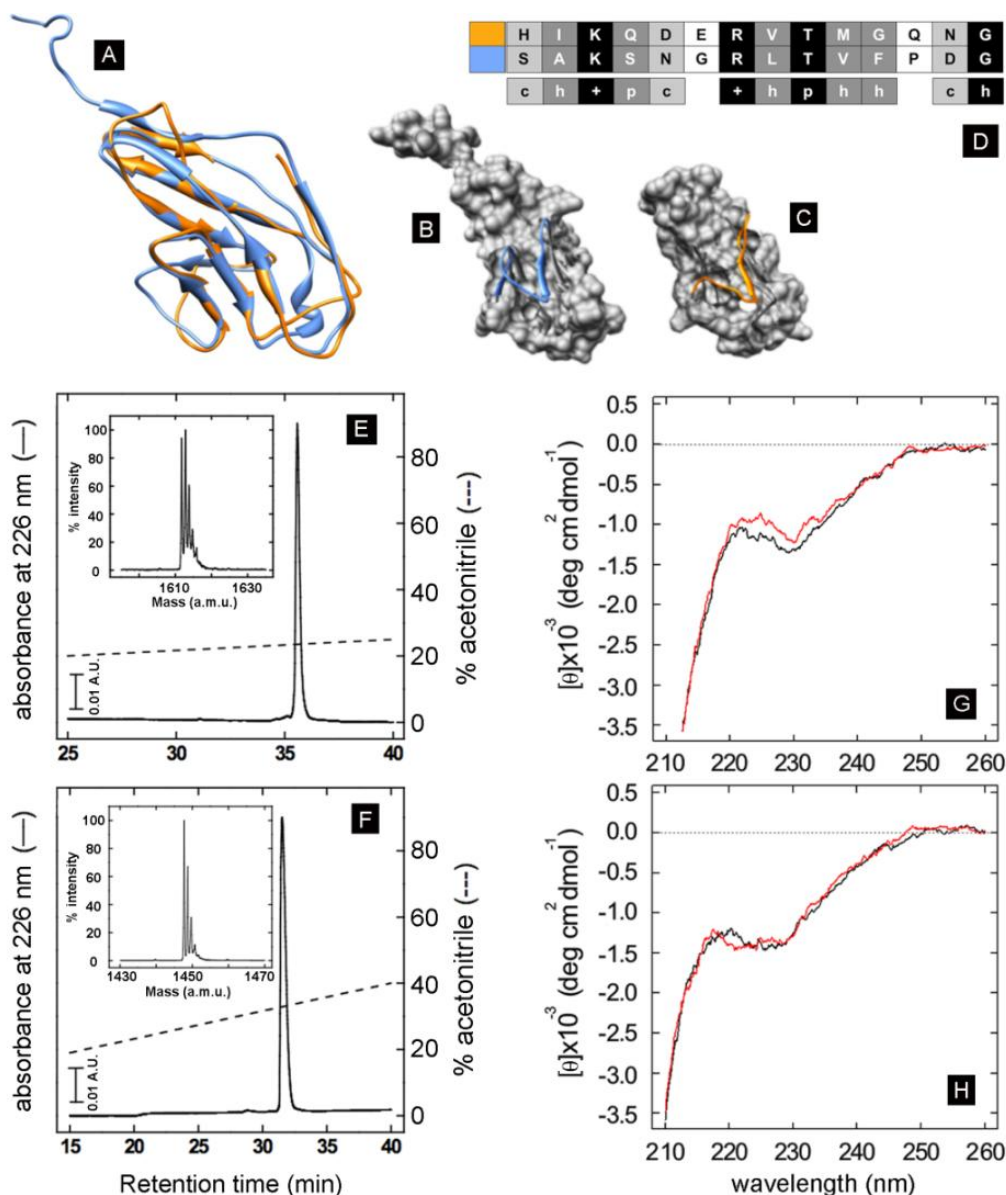 A
H I K Q D E R V T M G Q N G
S A K S N G R L T V F P D G
c h + p c + h p h h c h
D
B
C
E
absorbance at 226 nm (—)
% acetonitrile (---)
80
60
40
20
0
25 30 35 40
0.01 A.U.
% intensity
100
80
60
40
20
0
1610 1630
Mass (a.m.u.)
G
[θ]x10⁻³ (deg cm² dmol⁻¹)
0.5
0.0
-0.5
-1.0
-1.5
-2.0
-2.5
-3.0
-3.5
210 220 230 240 250 260
F
absorbance at 226 nm (—)
% acetonitrile (---)
80
60
40
20
0
15 20 25 30 35 40
Retention time (min)
0.01 A.U.
% intensity
100
80
60
40
20
0
1430 1450 1470
Mass (a.m.u.)
H
[θ]x10⁻³ (deg cm² dmol⁻¹)
0.5
0.0
-0.5
-1.0
-1.5
-2.0
-2.5
-3.0
-3.5
210 220 230 240 250 260
wavelength (nm)